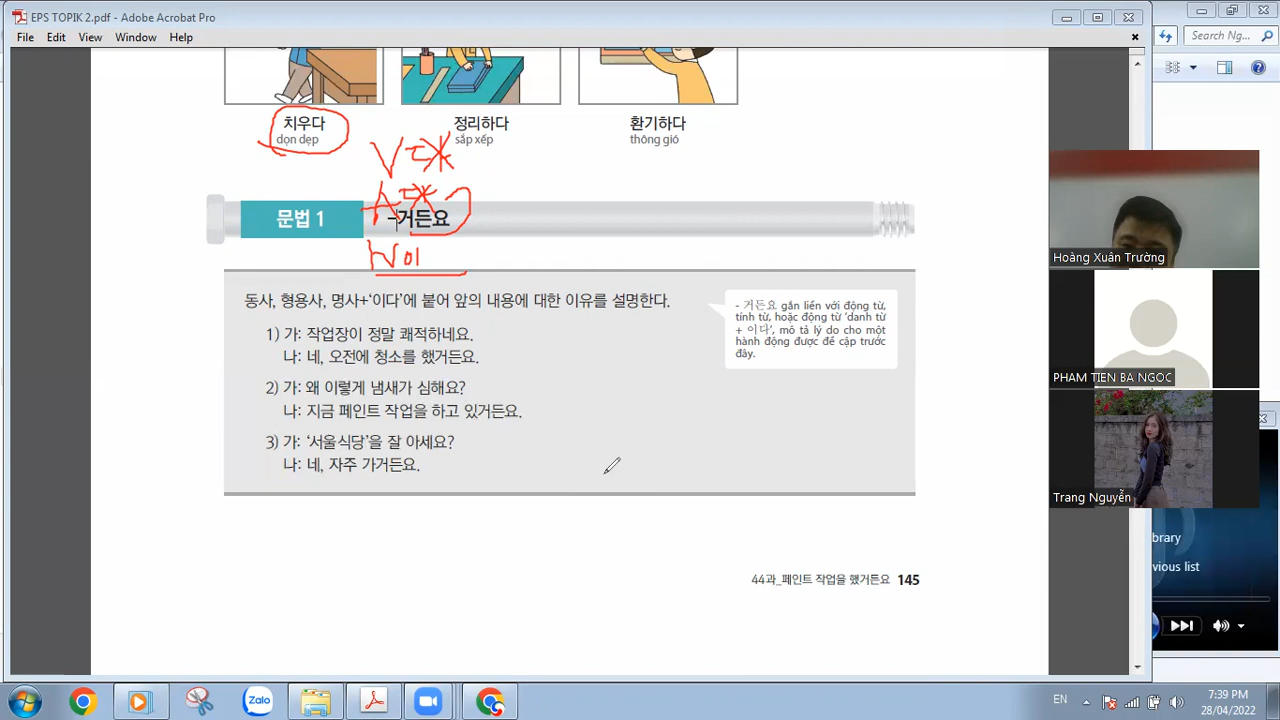 EPS TOPIK 2.pdf - Adobe Acrobat Pro
File Edit View Window Help
Search Ng...
치우다 정리하다 환기하다
dọn dẹp sắp xếp thông gió
V
A
문법 1 -거든요
N이
동사, 형용사, 명사+‘이다’에 붙어 앞의 내용에 대한 이유를 설명한다.
1) 가: 작업장이 정말 쾌적하네요.
나: 네, 오전에 청소를 했거든요.
2) 가: 왜 이렇게 냄새가 심해요?
나: 지금 페인트 작업을 하고 있거든요.
3) 가: ‘서울식당’을 잘 아세요?
나: 네, 자주 가거든요.
- 거든요 gắn liền với động từ,
tính từ, hoặc động từ ‘danh từ
+ 이다’, mô tả lý do cho một
hành động được đề cập trước
đây.
44과_페인트 작업을 했거든요 145
Hoàng Xuân Trường
PHAM TIEN BA NGOC
Trang Nguyễn
ibrary
vious list
Zalo
EN
7:39 PM
28/04/2022